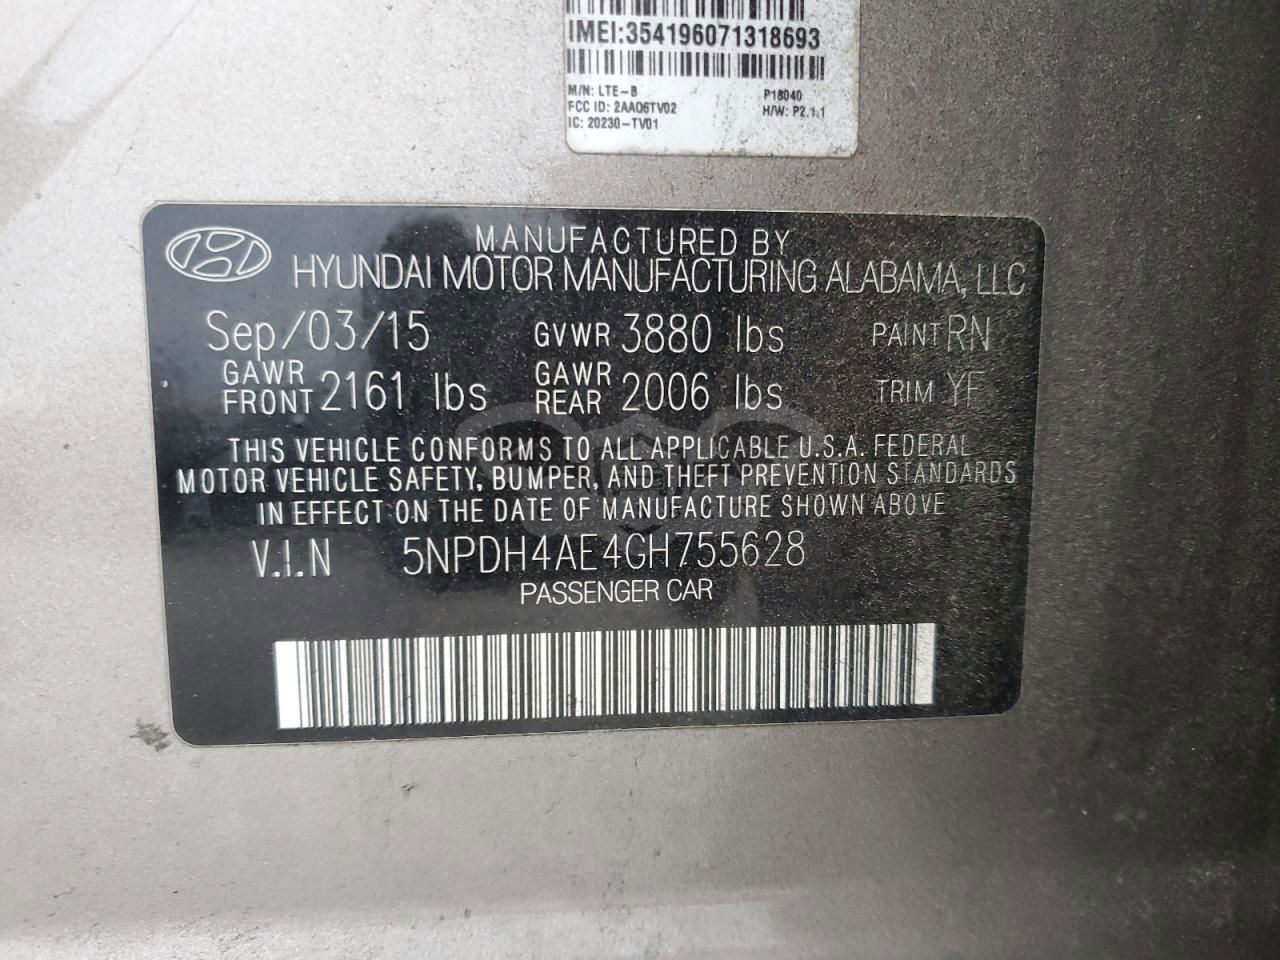 IMEI:354196071318693
M/N: LTE-B P18040
FCC ID: 2AAO6TV02 H/W: P2.1.1
IC: 20230-TV01
MANUFACTURED BY
HYUNDAI MOTOR MANUFACTURING ALABAMA, LLC
Sep/03/15 GVWR 3880 lbs PAINT RN
GAWR FRONT 2161 lbs GAWR REAR 2006 lbs TRIM YF
THIS VEHICLE CONFORMS TO ALL APPLICABLE U.S.A. FEDERAL
MOTOR VEHICLE SAFETY, BUMPER, AND THEFT PREVENTION STANDARDS
IN EFFECT ON THE DATE OF MANUFACTURE SHOWN ABOVE
V.I.N 5NPDH4AE4GH755628
PASSENGER CAR